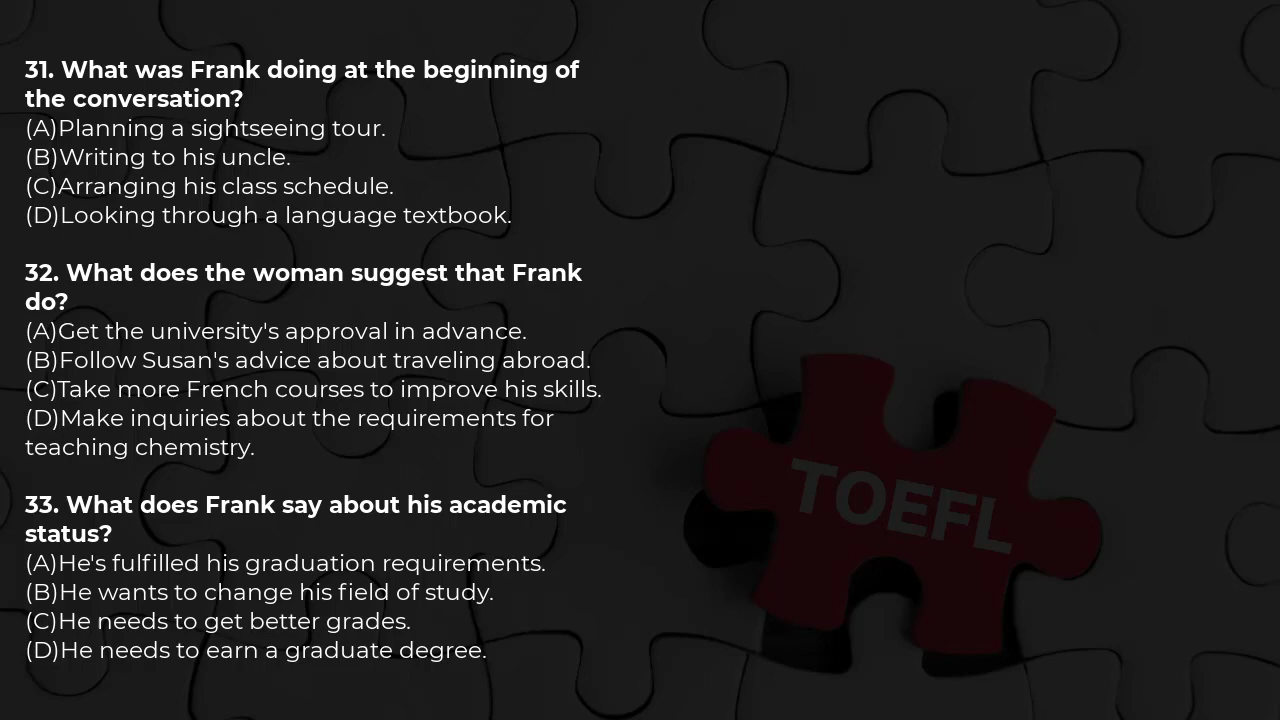 31. What was Frank doing at the beginning of
the conversation?
(A)Planning a sightseeing tour.
(B)Writing to his uncle.
(C)Arranging his class schedule.
(D)Looking through a language textbook.
32. What does the woman suggest that Frank
do?
(A)Get the university's approval in advance.
(B)Follow Susan's advice about traveling abroad.
(C)Take more French courses to improve his skills.
(D)Make inquiries about the requirements for
teaching chemistry.
33. What does Frank say about his academic
status?
(A)He's fulfilled his graduation requirements.
(B)He wants to change his field of study.
(C)He needs to get better grades.
(D)He needs to earn a graduate degree.
TOEFL